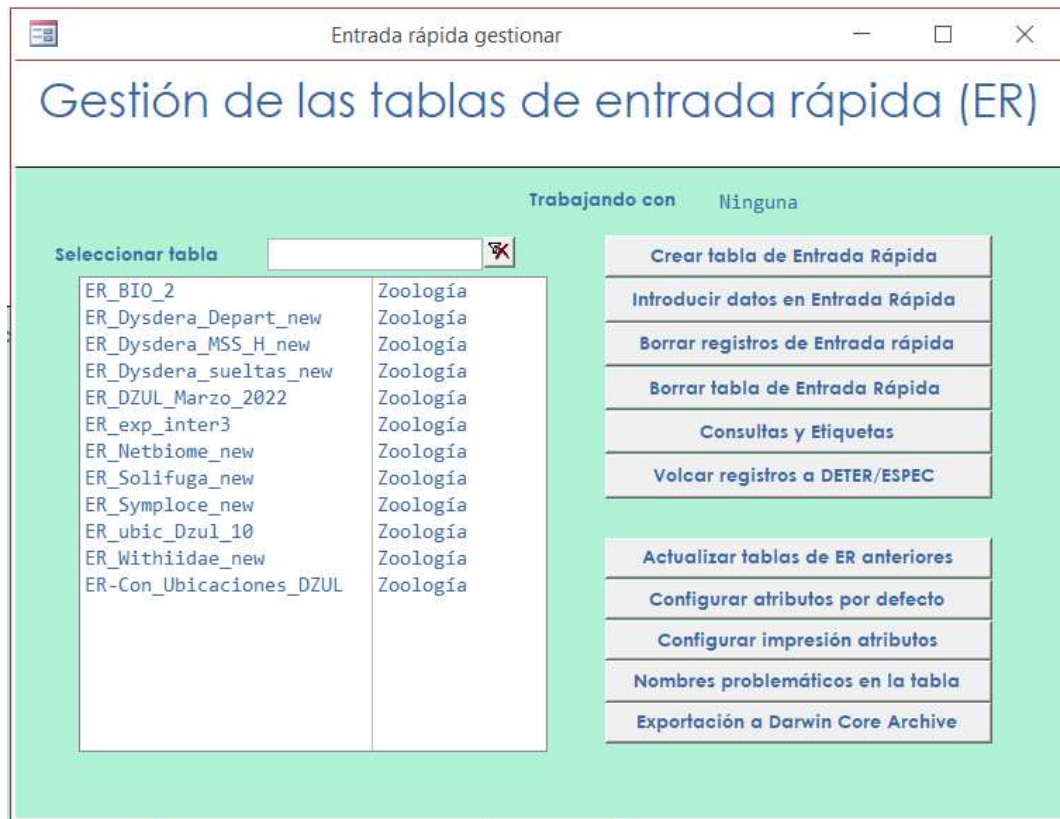 Entrada rápida gestionar
Gestión de las tablas de entrada rápida (ER)
Trabajando con Ninguna
Seleccionar tabla
ER_BIO_2 Zoología
ER_Dysdera_Depart_new Zoología
ER_Dysdera_MSS_H_new Zoología
ER_Dysdera_sueltas_new Zoología
ER_DZUL_Marzo_2022 Zoología
ER_exp_inter3 Zoología
ER_Netbiome_new Zoología
ER_Solifuga_new Zoología
ER_Symploce_new Zoología
ER_ubic_Dzul_10 Zoología
ER_Withiidae_new Zoología
ER-Con_Ubicaciones_DZUL Zoología
Crear tabla de Entrada Rápida
Introducir datos en Entrada Rápida
Borrar registros de Entrada rápida
Borrar tabla de Entrada Rápida
Consultas y Etiquetas
Volcar registros a DETER/ESPEC
Actualizar tablas de ER anteriores
Configurar atributos por defecto
Configurar impresión atributos
Nombres problemáticos en la tabla
Exportación a Darwin Core Archive